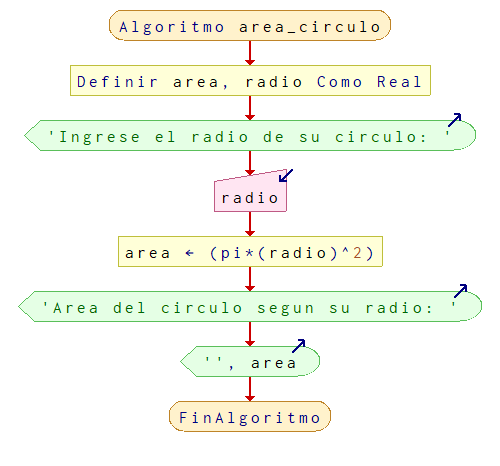 Algoritmo area_circulo
Definir area, radio Como Real
'Ingrese el radio de su circulo: '
radio
area ← (pi*(radio)^2)
'Area del circulo segun su radio: '
'', area
FinAlgoritmo